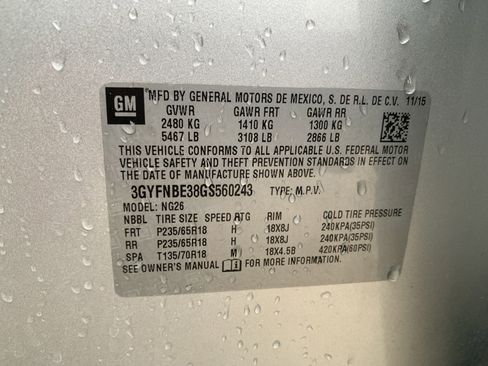 GM
MFD BY GENERAL MOTORS DE MEXICO, S. DE R.L. DE C.V. 11/15
GVWR GAWR FRT GAWR RR
2480 KG 1410 KG 1300 KG
5467 LB 3108 LB 2866 LB
THIS VEHICLE CONFORMS TO ALL APPLICABLE U.S. FEDERAL MOTOR
VEHICLE SAFETY AND THEFT PREVENTION STANDARDS IN EFFECT ON
THE DATE OF MANUFACTURE SHOWN ABOVE.
3GYFNBE38GS560243 TYPE: M.P.V.
MODEL: NG26
NBBL TIRE SIZE SPEED RTG RIM COLD TIRE PRESSURE
FRT P235/65R18 H 18X8J 240KPA(35PSI)
RR P235/65R18 H 18X8J 240KPA(35PSI)
SPA T135/70R18 M 18X4.5B 420KPA(60PSI)
SEE OWNER'S MANUAL FOR MORE INFORMATION